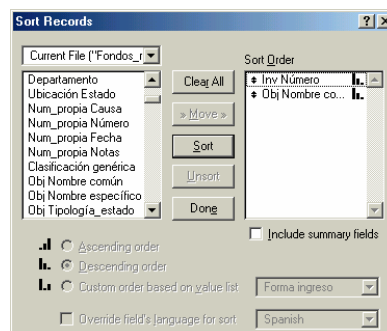 Sort Records
Current File ("Fondos_r
Departamento
Ubicación Estado
Num_propia Causa
Num_propia Número
Num_propia Fecha
Num_propia Notas
Clasificación genérica
Obj Nombre común
Obj Nombre específico
Obj Tipología_estado
Clear All
» Move »
Sort
Unsort
Done
Sort Order
Inv Número
Obj Nombre co...
Include summary fields
Ascending order
Descending order
Custom order based on value list
Forma ingreso
Override field's language for sort
Spanish